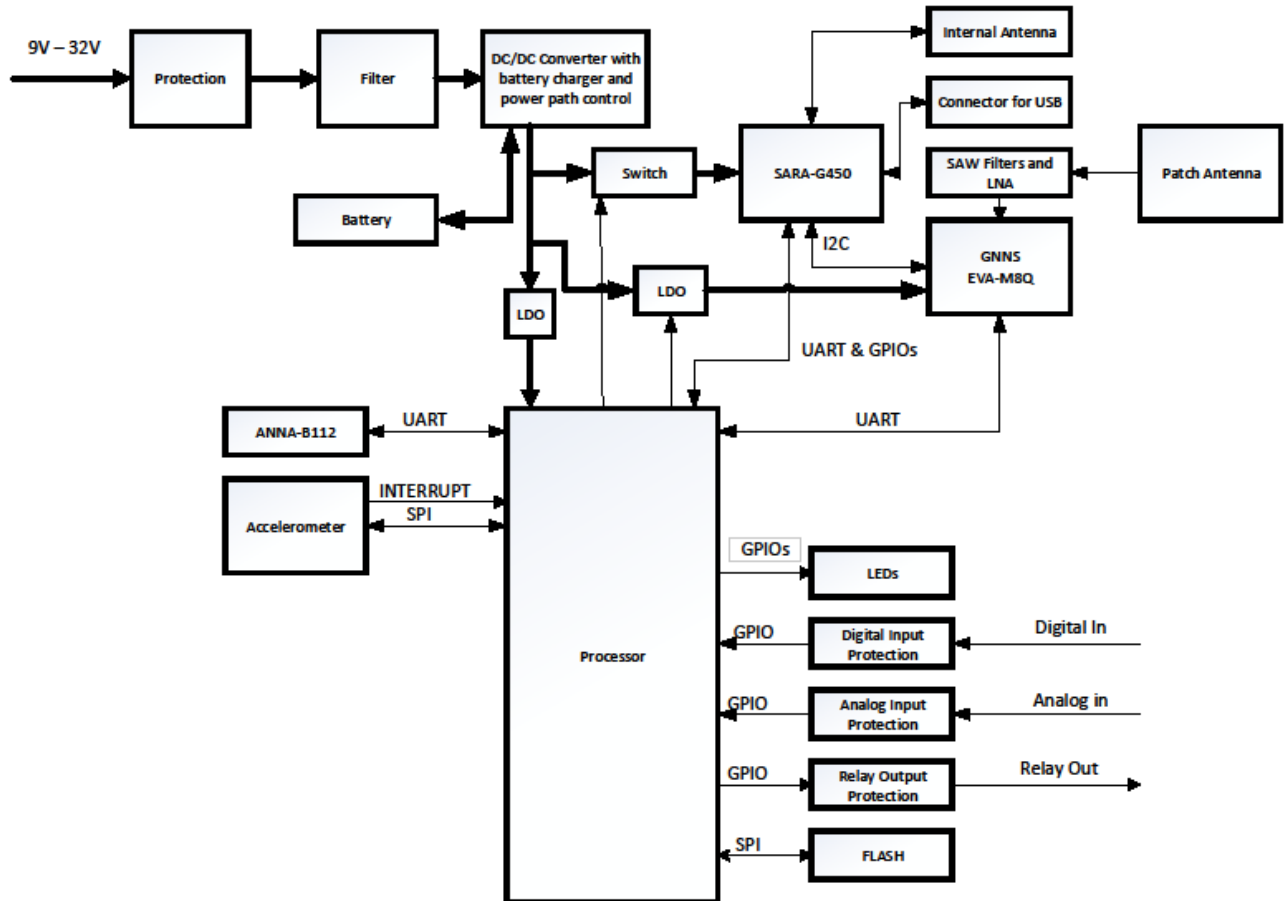 9V – 32V
Protection
Filter
DC/DC Converter with
battery charger and
power path control
Internal Antenna
Connector for USB
Switch
SARA-G450
SAW Filters and
LNA
Patch Antenna
Battery
I2C
GNNS
EVA-M8Q
LDO
LDO
UART & GPIOs
ANNA-B112
UART
UART
INTERRUPT
Accelerometer
SPI
GPIOs
LEDs
Processor
GPIO
Digital Input
Protection
Digital In
GPIO
Analog Input
Protection
Analog in
GPIO
Relay Output
Protection
Relay Out
SPI
FLASH